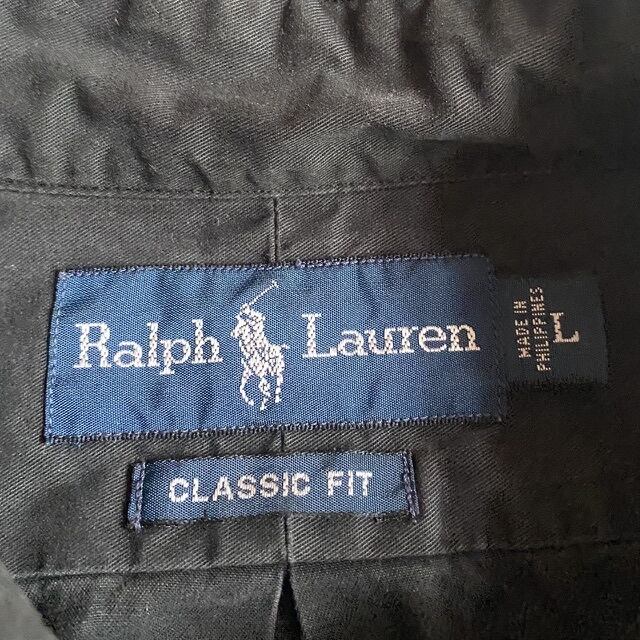 Ralph Lauren
MADE IN
PHILIPPINES
L
CLASSIC FIT